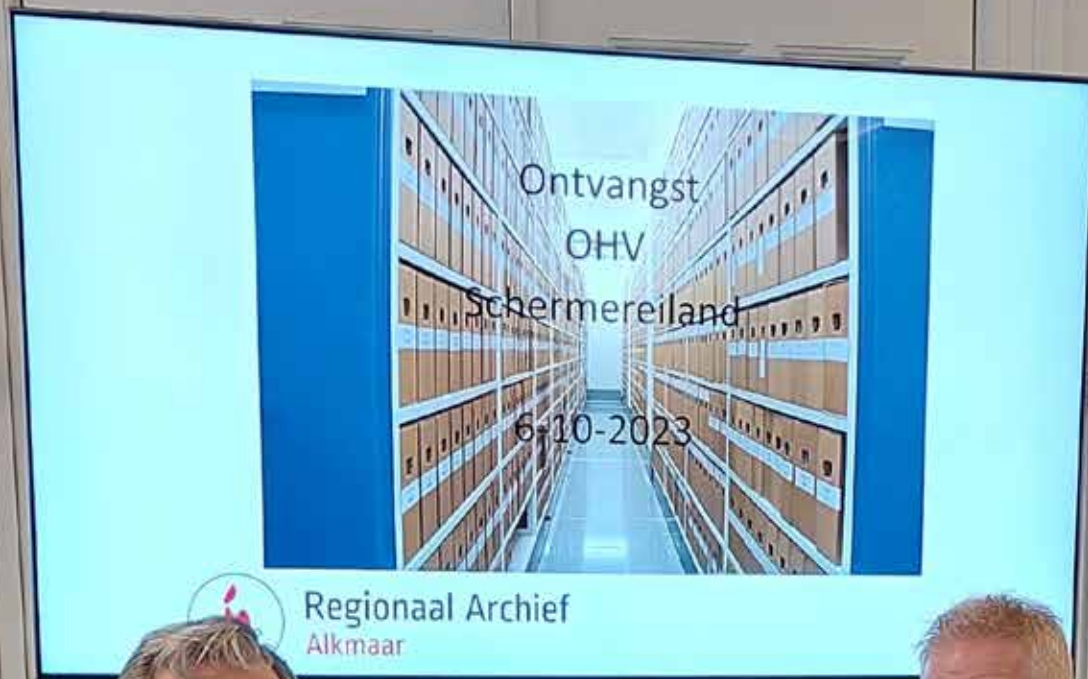 Ontvangst
OHV
Schermereiland
6-10-2023
Regionaal Archief
Alkmaar